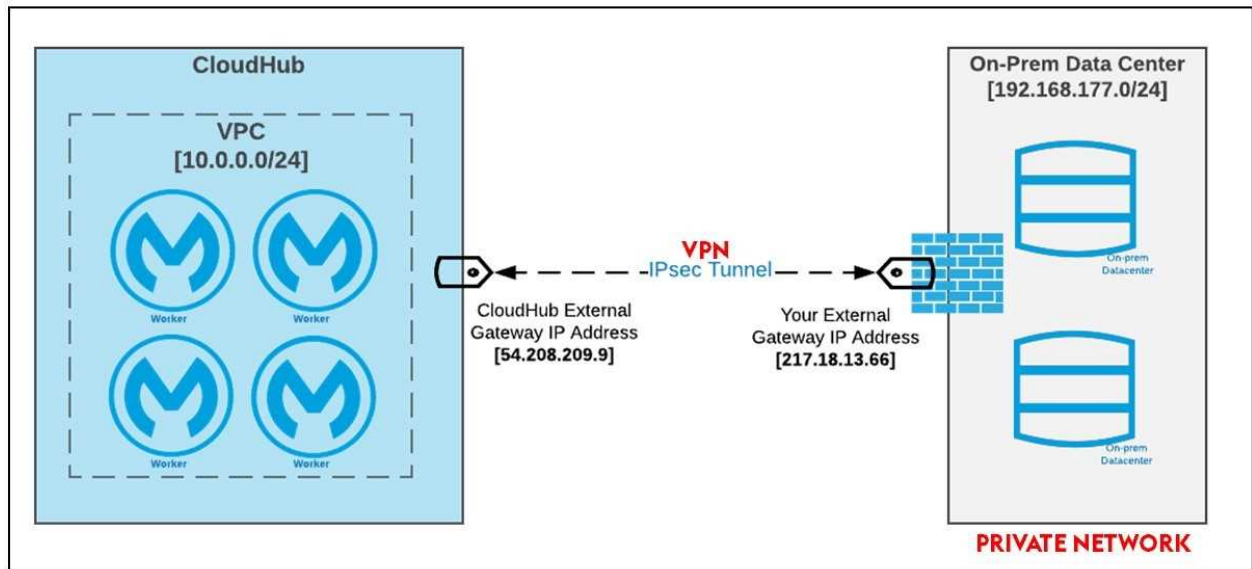 CloudHub
VPC
[10.0.0.0/24]
Worker
Worker
Worker
Worker
VPN
IPsec Tunnel
CloudHub External
Gateway IP Address
[54.208.209.9]
Your External
Gateway IP Address
[217.18.13.66]
On-Prem Data Center
[192.168.177.0/24]
On-prem
Datacenter
On-prem
Datacenter
PRIVATE NETWORK